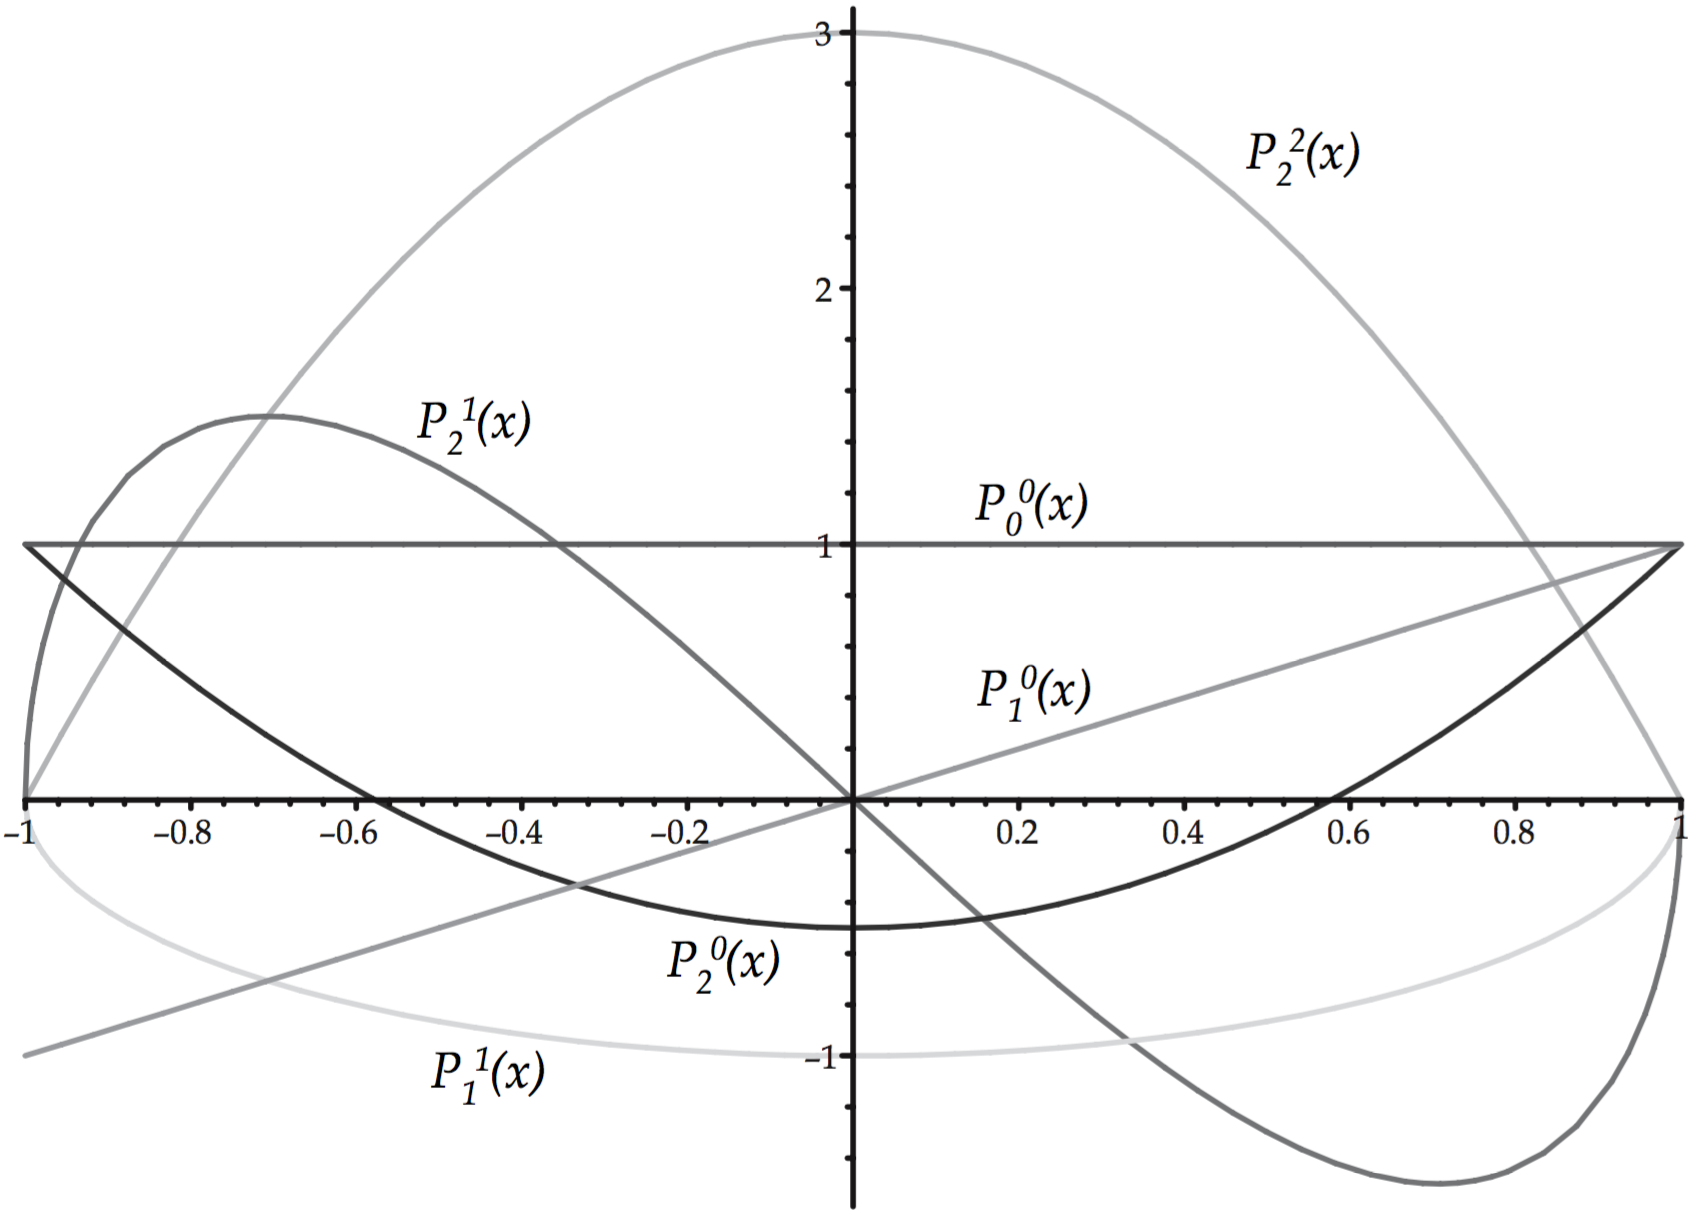 3
P₂²(x)
2
P₂¹(x)
P₀⁰(x)
1
P₁⁰(x)
–1 –0.8 –0.6 –0.4 –0.2 0.2 0.4 0.6 0.8 1
P₂⁰(x)
–1
P₁¹(x)